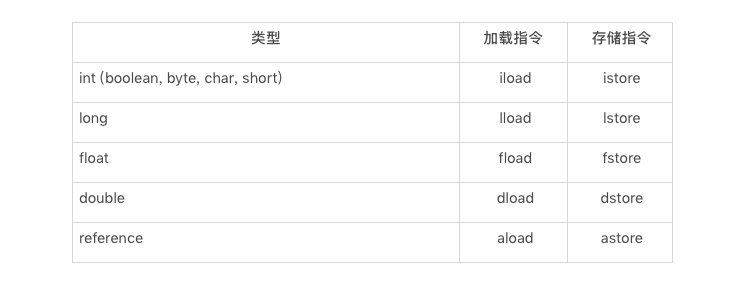 类型 加载指令 存储指令
int (boolean, byte, char, short) iload istore
long lload lstore
float fload fstore
double dload dstore
reference aload astore